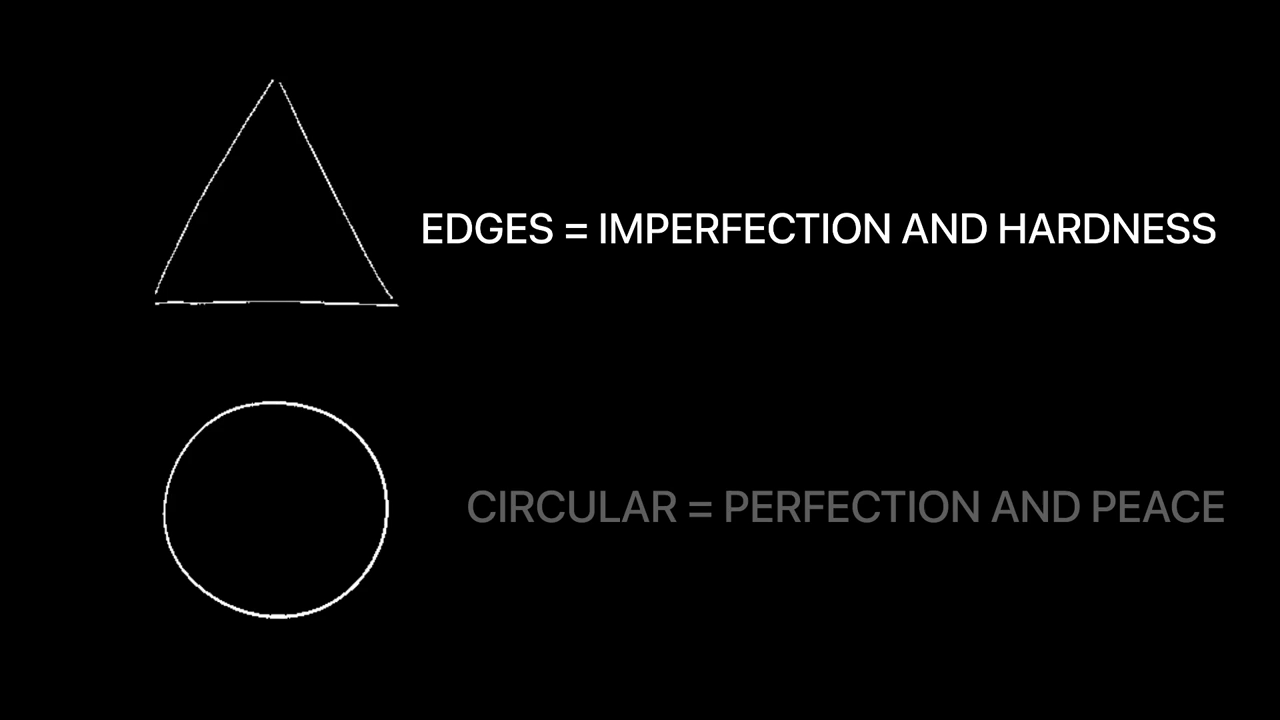 EDGES = IMPERFECTION AND HARDNESS
CIRCULAR = PERFECTION AND PEACE